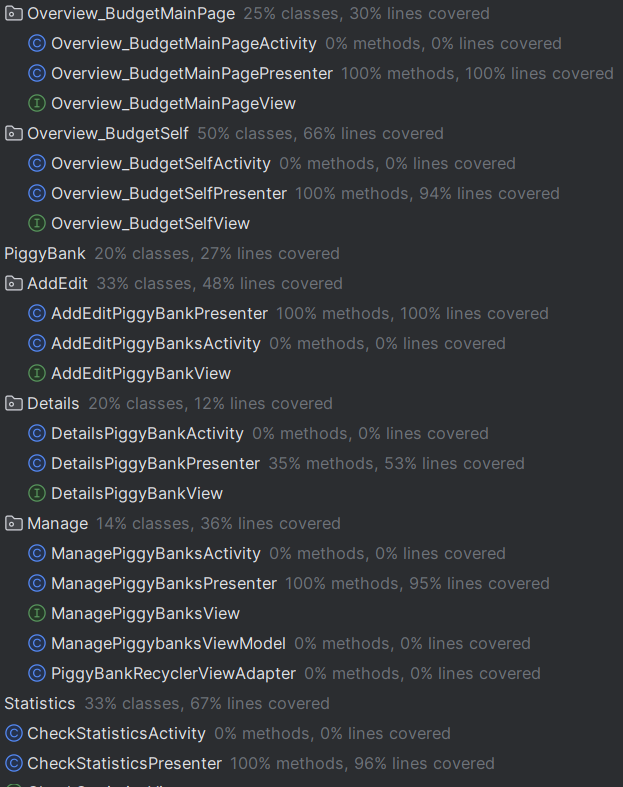 Overview_BudgetMainPage 25% classes, 30% lines covered
C Overview_BudgetMainPageActivity 0% methods, 0% lines covered
C Overview_BudgetMainPagePresenter 100% methods, 100% lines covered
I Overview_BudgetMainPageView
Overview_BudgetSelf 50% classes, 66% lines covered
C Overview_BudgetSelfActivity 0% methods, 0% lines covered
C Overview_BudgetSelfPresenter 100% methods, 94% lines covered
I Overview_BudgetSelfView
PiggyBank 20% classes, 27% lines covered
AddEdit 33% classes, 48% lines covered
C AddEditPiggyBankPresenter 100% methods, 100% lines covered
C AddEditPiggyBanksActivity 0% methods, 0% lines covered
I AddEditPiggyBankView
Details 20% classes, 12% lines covered
C DetailsPiggyBankActivity 0% methods, 0% lines covered
C DetailsPiggyBankPresenter 35% methods, 53% lines covered
I DetailsPiggyBankView
Manage 14% classes, 36% lines covered
C ManagePiggyBanksActivity 0% methods, 0% lines covered
C ManagePiggyBanksPresenter 100% methods, 95% lines covered
I ManagePiggyBanksView
C ManagePiggybanksViewModel 0% methods, 0% lines covered
C PiggyBankRecyclerViewAdapter 0% methods, 0% lines covered
Statistics 33% classes, 67% lines covered
C CheckStatisticsActivity 0% methods, 0% lines covered
C CheckStatisticsPresenter 100% methods, 96% lines covered